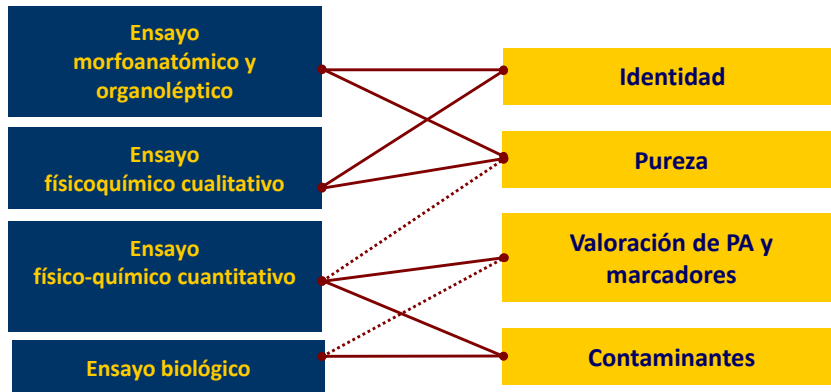 Ensayo
morfoanatómico y
organoléptico
Ensayo
físicoquímico cualitativo
Ensayo
físico-químico cuantitativo
Ensayo biológico
Identidad
Pureza
Valoración de PA y
marcadores
Contaminantes